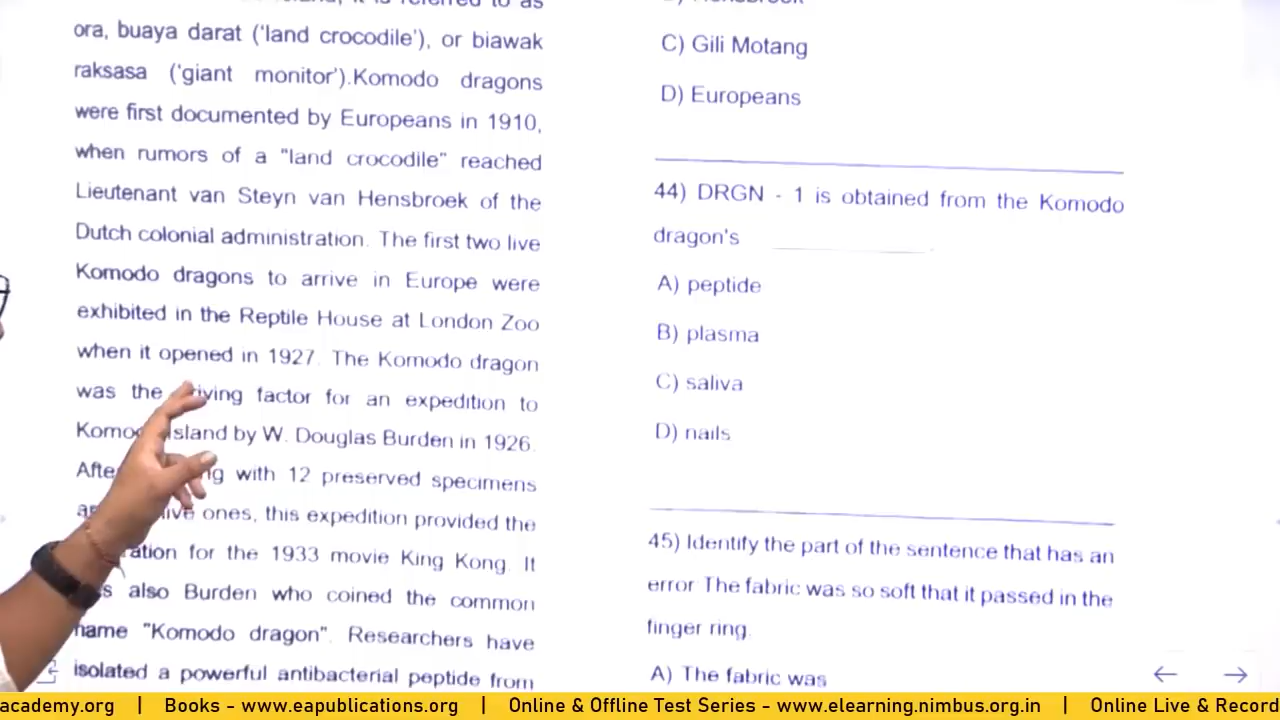 ora, buaya darat ('land crocodile'), or biawak
raksasa ('giant monitor').Komodo dragons
were first documented by Europeans in 1910,
when rumors of a "land crocodile" reached
Lieutenant van Steyn van Hensbroek of the
Dutch colonial administration. The first two live
Komodo dragons to arrive in Europe were
exhibited in the Reptile House at London Zoo
when it opened in 1927. The Komodo dragon
was the factor for an expedition to
by W. Douglas Burden in 1926.
with 12 preserved specimens
ones, this expedition provided the
for the 1933 movie King Kong. It
also Burden who coined the common
name "Komodo dragon". Researchers have
isolated a powerful antibacterial peptide from
C) Gili Motang
D) Europeans
44) DRGN - 1 is obtained from the Komodo
dragon's
A) peptide
B) plasma
C) saliva
D) nails
45) Identify the part of the sentence that has an
error The fabric was so soft that it passed in the
finger ring.
A) The fabric was
academy.org | Books - www.eapublications.org | Online & Offline Test Series - www.elearning.nimbus.org.in | Online Live & Record